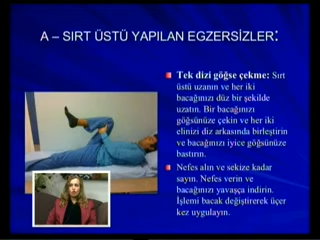 A – SIRT ÜSTÜ YAPILAN EGZERSİZLER:
Tek dizi göğse çekme: Sırt
üstü uzanın ve her iki
bacağınızı düz bir şekilde
uzatın. Bir bacağınızı
göğsünüze çekin ve her iki
elinizi diz arkasında birleştirin
ve bacağınızı iyice göğsünüze
bastırın.
Nefes alın ve sekize kadar
sayın. Nefes verin ve
bacağınızı yavaşça indirin.
İşlemi bacak değiştirerek üçer
kez uygulayın.